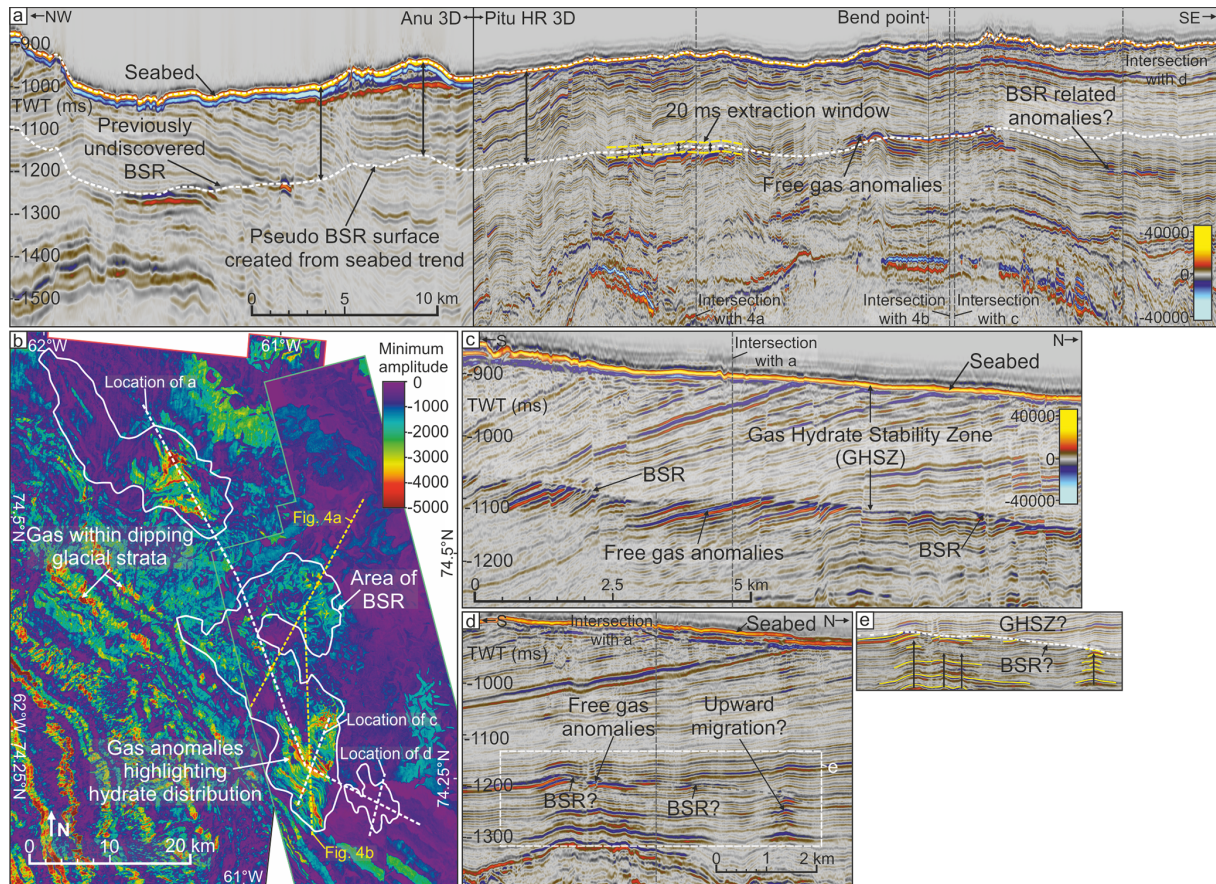 a
NW
Anu 3D
Pitu HR 3D
Bend point
SE
-900
Seabed
-1000
TWT (ms)
Intersection
with d
-1100
Previously
undiscovered
BSR
20 ms extraction window
BSR related
anomalies?
-1200
Free gas anomalies
-1300
Pseudo BSR surface
created from seabed trend
-1400
-1500
0
5
10 km
Intersection
with 4a
Intersection
with 4b
Intersection
with c
40000
0
-40000
b
62°W
61°W
Location of a
Minimum
amplitude
0
-1000
-2000
-3000
-4000
-5000
74.5°N
Fig. 4a
74.5°N
Gas within dipping
glacial strata
Area of
BSR
62°W
74.25°N
Location of c
Gas anomalies
highlighting
hydrate distribution
Location of d
74.25°N
N
0
10
20 km
Fig. 4b
61°W
c
S
Intersection
with a
N
-900
Seabed
TWT (ms)
40000
0
-40000
-1000
Gas Hydrate Stability Zone
(GHSZ)
BSR
-1100
Free gas anomalies
BSR
-1200
0
2.5
5 km
d
S
Intersection
with a
Seabed
N
TWT (ms)
-1000
Free gas
anomalies
Upward
migration?
-1100
e
-1200
BSR?
BSR?
-1300
0
1
2 km
e
GHSZ?
BSR?